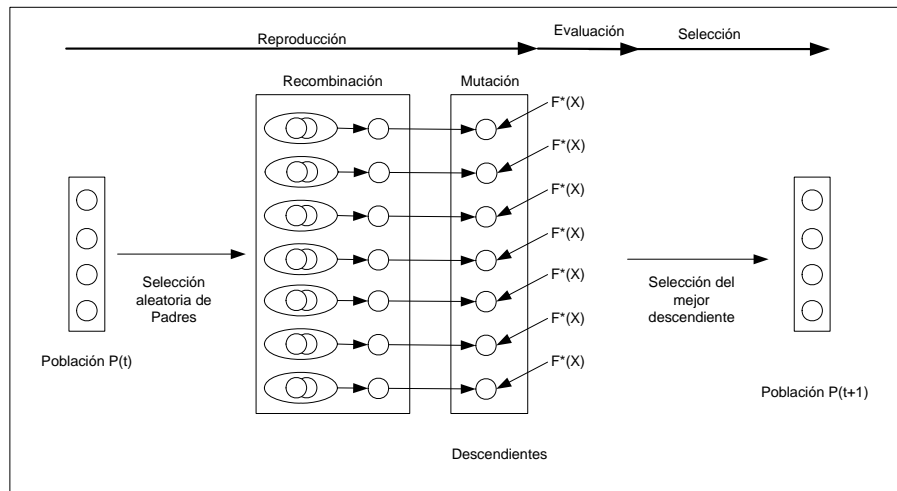 Reproducción
Evaluación
Selección
Recombinación
Mutación
F*(X)
F*(X)
F*(X)
F*(X)
F*(X)
F*(X)
F*(X)
Selección
aleatoria de
Padres
Selección del
mejor
descendiente
Población P(t)
Población P(t+1)
Descendientes